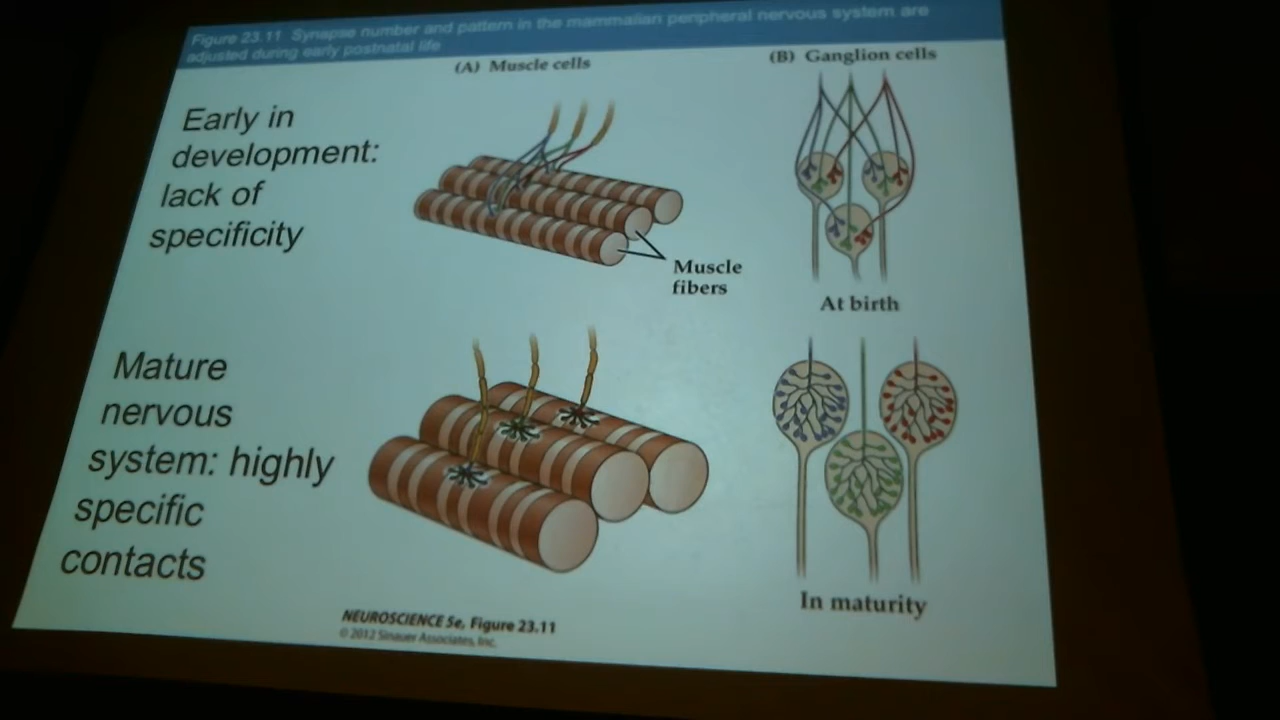 Figure 23.11 Synapse number and pattern in the mammalian peripheral nervous system are
adjusted during early postnatal life
(A) Muscle cells
(B) Ganglion cells
Early in
development:
lack of
specificity
Muscle
fibers
At birth
Mature
nervous
system: highly
specific
contacts
In maturity
NEUROSCIENCE 5e, Figure 23.11
© 2012 Sinauer Associates, Inc.